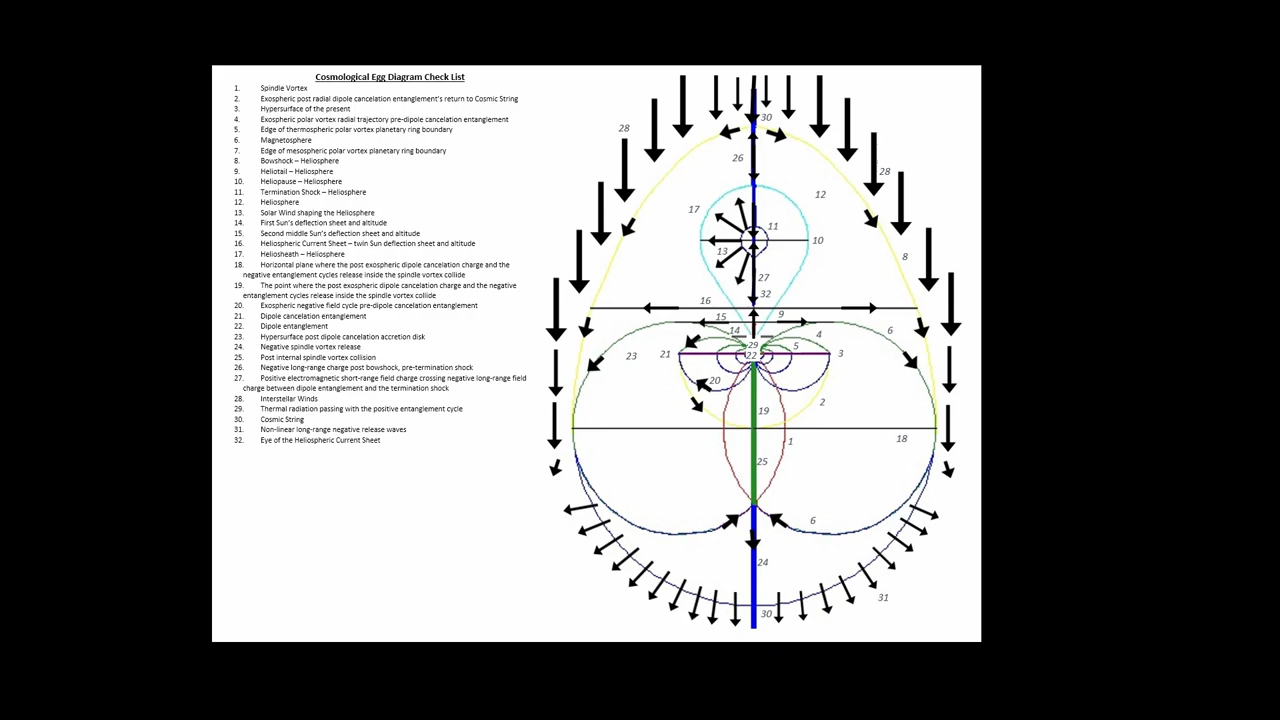 Cosmological Egg Diagram Check List
1. Spindle Vortex
2. Exospheric post radial dipole cancelation entanglement's return to Cosmic String
3. Hypersurface of the present
4. Exospheric polar vortex radial trajectory pre-dipole cancelation entanglement
5. Edge of thermospheric polar vortex planetary ring boundary
6. Magnetosphere
7. Edge of mesospheric polar vortex planetary ring boundary
8. Bowshock – Heliosphere
9. Heliotail – Heliosphere
10. Heliopause – Heliosphere
11. Termination Shock – Heliosphere
12. Heliosphere
13. Solar Wind shaping the Heliosphere
14. First Sun's deflection sheet and altitude
15. Second middle Sun's deflection sheet and altitude
16. Heliospheric Current Sheet – twin Sun deflection sheet and altitude
17. Heliosheath – Heliosphere
18. Horizontal plane where the post exospheric dipole cancelation charge and the
negative entanglement cycles release inside the spindle vortex collide
19. The point where the post exospheric dipole cancelation charge and the negative
entanglement cycles release inside the spindle vortex collide
20. Exospheric negative field cycle pre-dipole cancelation entanglement
21. Dipole cancelation entanglement
22. Dipole entanglement
23. Hypersurface post dipole cancelation accretion disk
24. Negative spindle vortex release
25. Post internal spindle vortex collision
26. Negative long-range charge post bowshock, pre-termination shock
27. Positive electromagnetic short-range field charge crossing negative long-range field
charge between dipole entanglement and the termination shock
28. Interstellar Winds
29. Thermal radiation passing with the positive entanglement cycle
30. Cosmic String
31. Non-linear long-range negative release waves
32. Eye of the Heliospheric Current Sheet
30
28
26
28
12
17
11
10
13
8
27
32
16
9
15
14
4
6
29
5
23
21
22
3
20
2
19
18
1
25
6
24
31
30